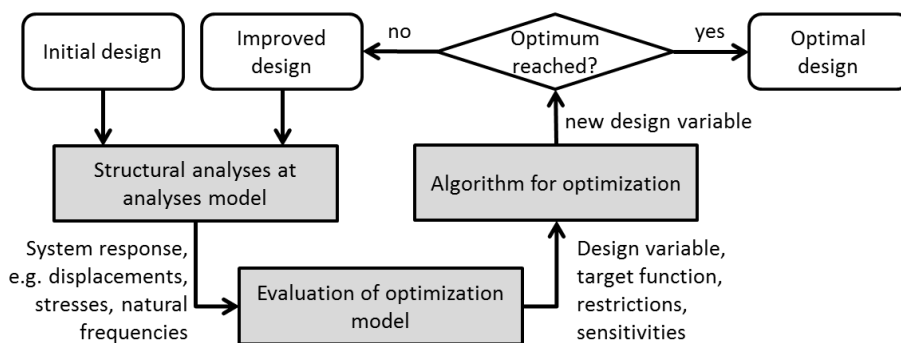 Initial design
Improved
design
no
Optimum
reached?
yes
Optimal
design
new design variable
Structural analyses at
analyses model
Algorithm for optimization
System response,
e.g. displacements,
stresses, natural
frequencies
Evaluation of optimization
model
Design variable,
target function,
restrictions,
sensitivities